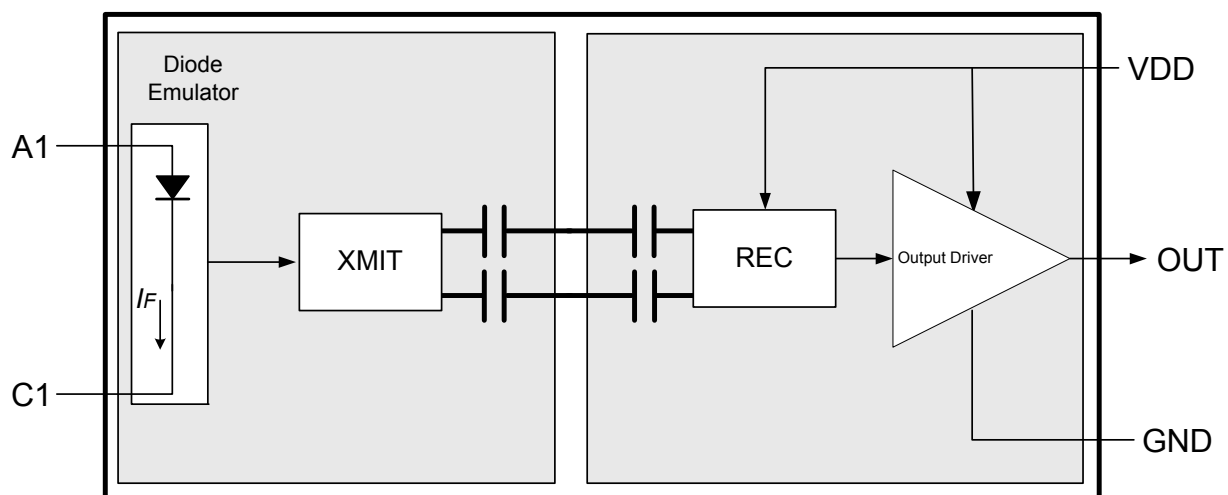 Diode
Emulator
VDD
A1
XMIT
REC
Output Driver
OUT
IF
C1
GND